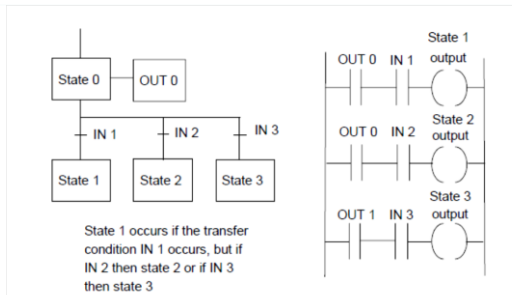 State 0
OUT 0
IN 1
IN 2
IN 3
State 1
State 2
State 3
State 1 occurs if the transfer
condition IN 1 occurs, but if
IN 2 then state 2 or if IN 3
then state 3
State 1
OUT 0 IN 1 output
State 2
OUT 0 IN 2 output
State 3
OUT 1 IN 3 output